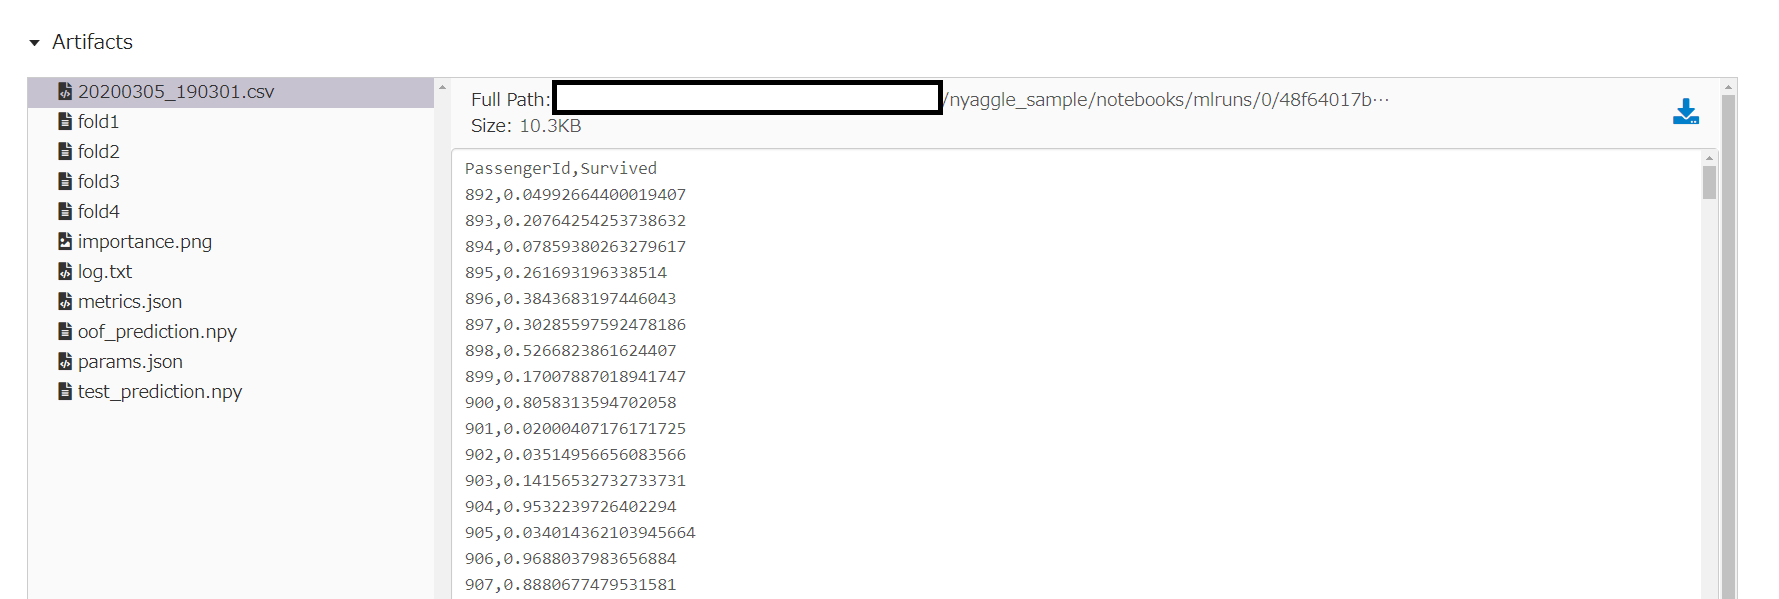 Artifacts
20200305_190301.csv
fold1
fold2
fold3
fold4
importance.png
log.txt
metrics.json
oof_prediction.npy
params.json
test_prediction.npy
Full Path: /nyaggle_sample/notebooks/mlruns/0/48f64017b…
Size: 10.3KB
PassengerId,Survived
892,0.04992664400019407
893,0.20764254253738632
894,0.07859380263279617
895,0.261693196338514
896,0.3843683197446043
897,0.30285597592478186
898,0.5266823861624407
899,0.17007887018941747
900,0.8058313594702058
901,0.02000407176171725
902,0.03514956656083566
903,0.14156532732733731
904,0.9532239726402294
905,0.034014362103945664
906,0.9688037983656884
907,0.8880677479531581